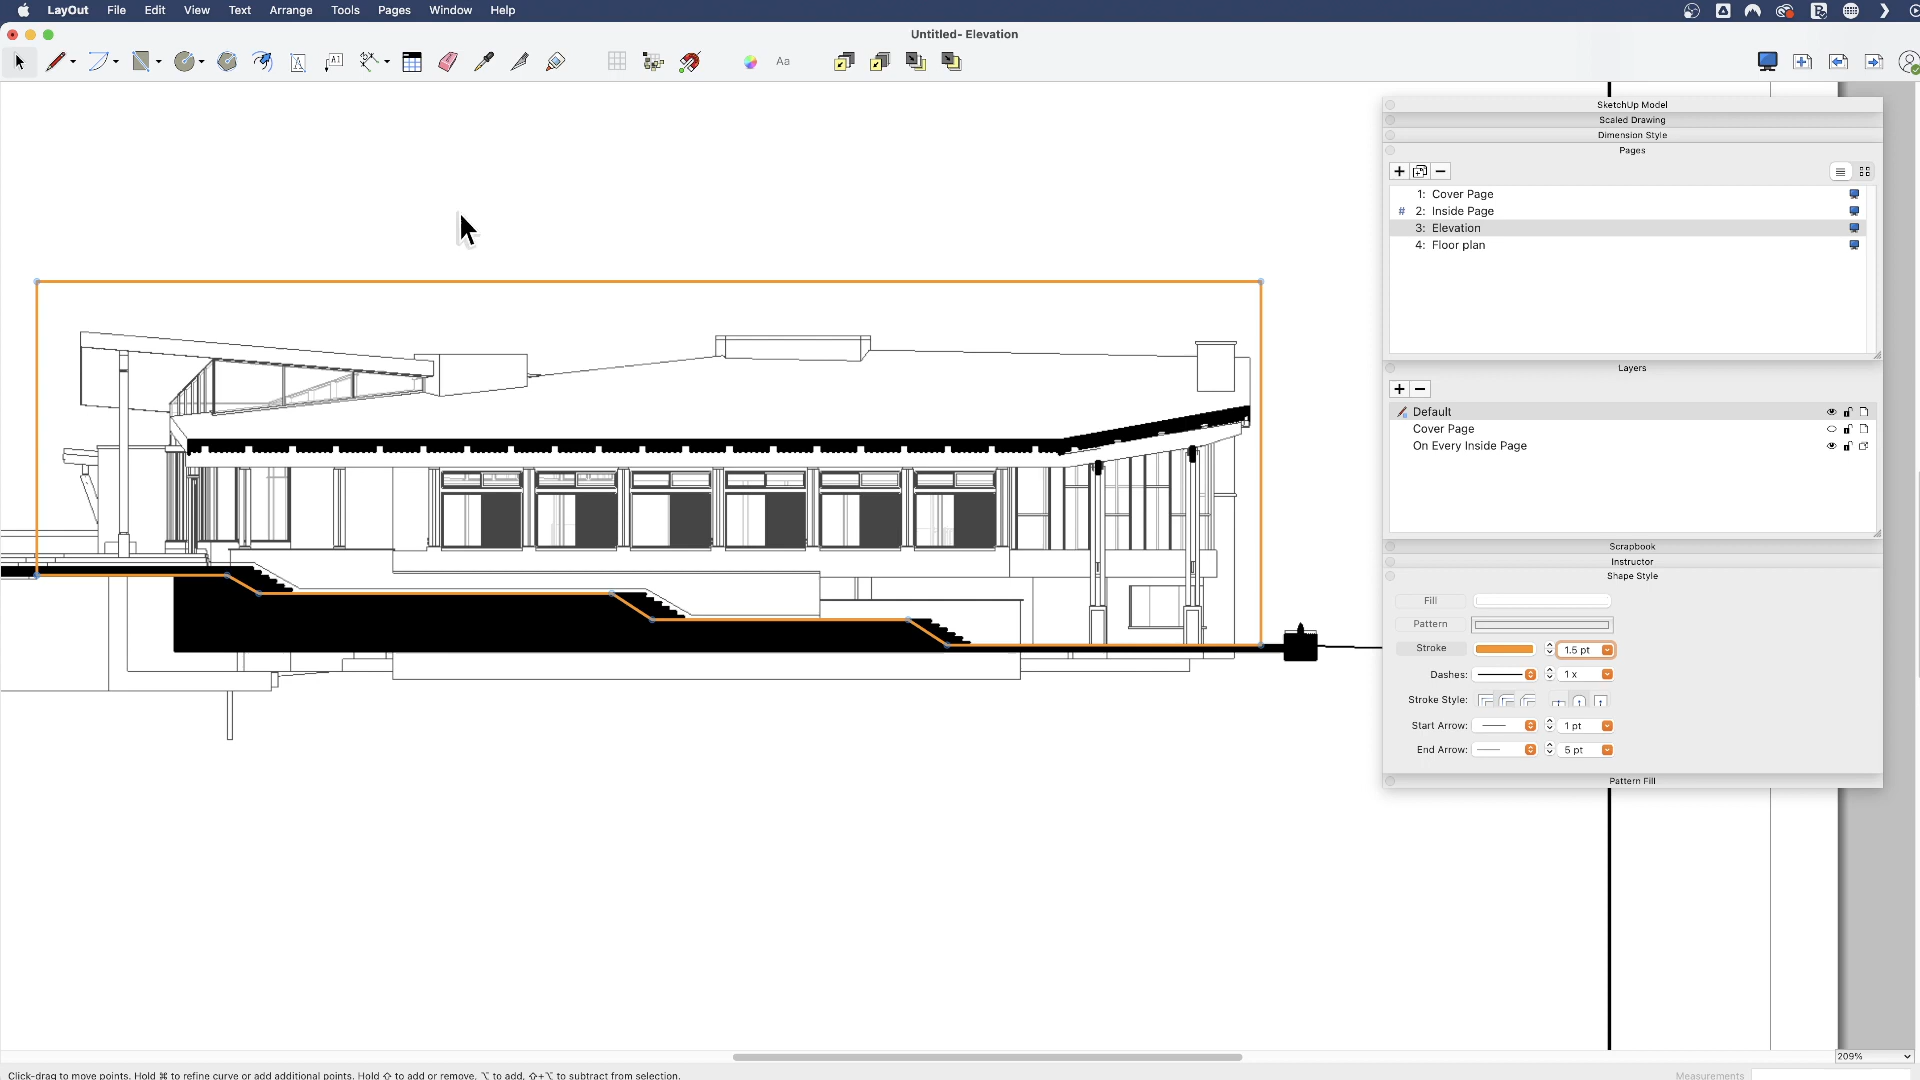 LayOut File Edit View Text Arrange Tools Pages Window Help
Untitled- Elevation
A
A1
Aa
SketchUp Model
Scaled Drawing
Dimension Style
Pages
1: Cover Page
# 2: Inside Page
3: Elevation
4: Floor plan
Layers
Default
Cover Page
On Every Inside Page
Scrapbook
Instructor
Shape Style
Fill
Pattern
Stroke 1.5 pt
Dashes: 1 x
Stroke Style:
Start Arrow: 1 pt
End Arrow: 5 pt
Pattern Fill
209%
Click-drag to move points. Hold ⌘ to refine curve or add additional points. Hold ⇧ to add or remove, ⌥ to add, ⇧+⌥ to subtract from selection.
Measurements